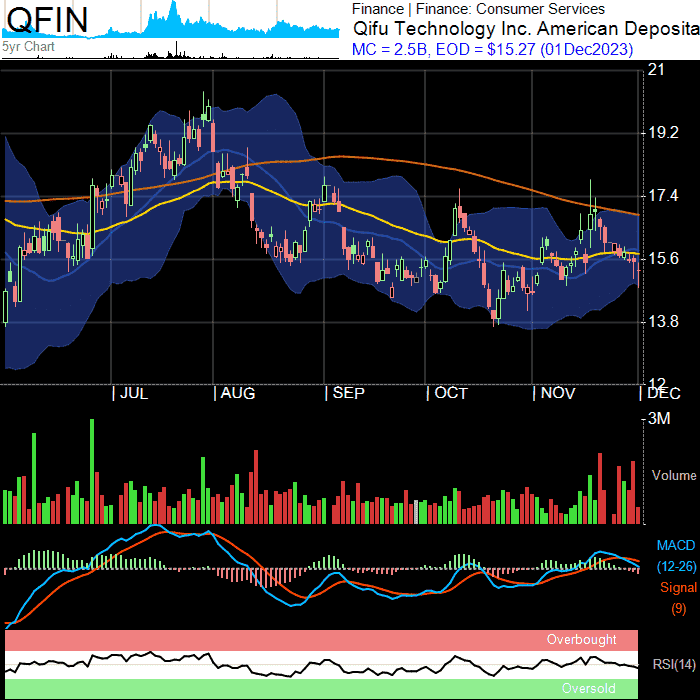 QFIN
5yr Chart
Finance | Finance: Consumer Services
Qifu Technology Inc. American Deposita
MC = 2.5B, EOD = $15.27 (01Dec2023)
21
19.2
17.4
15.6
13.8
12
JUL
AUG
SEP
OCT
NOV
DEC
3M
Volume
MACD
(12-26)
Signal
(9)
Overbought
RSI(14)
Oversold